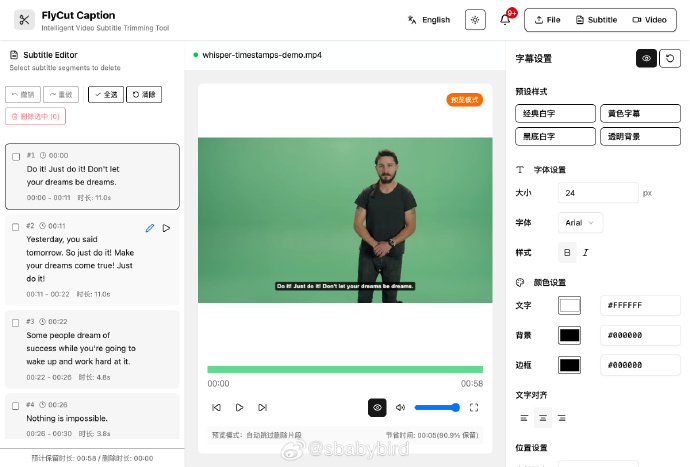 FlyCut Caption
Intelligent Video Subtitle Trimming Tool
English
9+
File
Subtitle
Video
Subtitle Editor
Select subtitle segments to delete
撤销
重做
全选
清除
删除选中 (0)
#1 00:00
Do it! Just do it! Don't let
your dreams be dreams.
00:00 ~ 00:11 时长: 11.0s
#2 00:11
Yesterday, you said
tomorrow. So just do it! Make
your dreams come true! Just
do it!
00:11 ~ 00:22 时长: 11.0s
#3 00:22
Some people dream of
success while you're going to
wake up and work hard at it.
00:22 ~ 00:26 时长: 3.8s
#4 00:26
Nothing is impossible.
00:26 ~ 00:30 时长: 3.8s
预计保留时长: 00:58 / 删除时长: 00:00
whisper-timestamps-demo.mp4
预览模式
Do it! Just do it! Don't let your dreams be dreams.
00:00
00:58
预览模式: 自动跳过删除片段
节省时间: 00:05(90.9% 保留)
@sbabybird
字幕设置
预设样式
经典白字
黄色字幕
黑底白字
透明背景
字体设置
大小
24
px
字体
Arial
样式
B
I
颜色设置
文字
#FFFFFF
背景
#000000
边框
#000000
文字对齐
位置设置